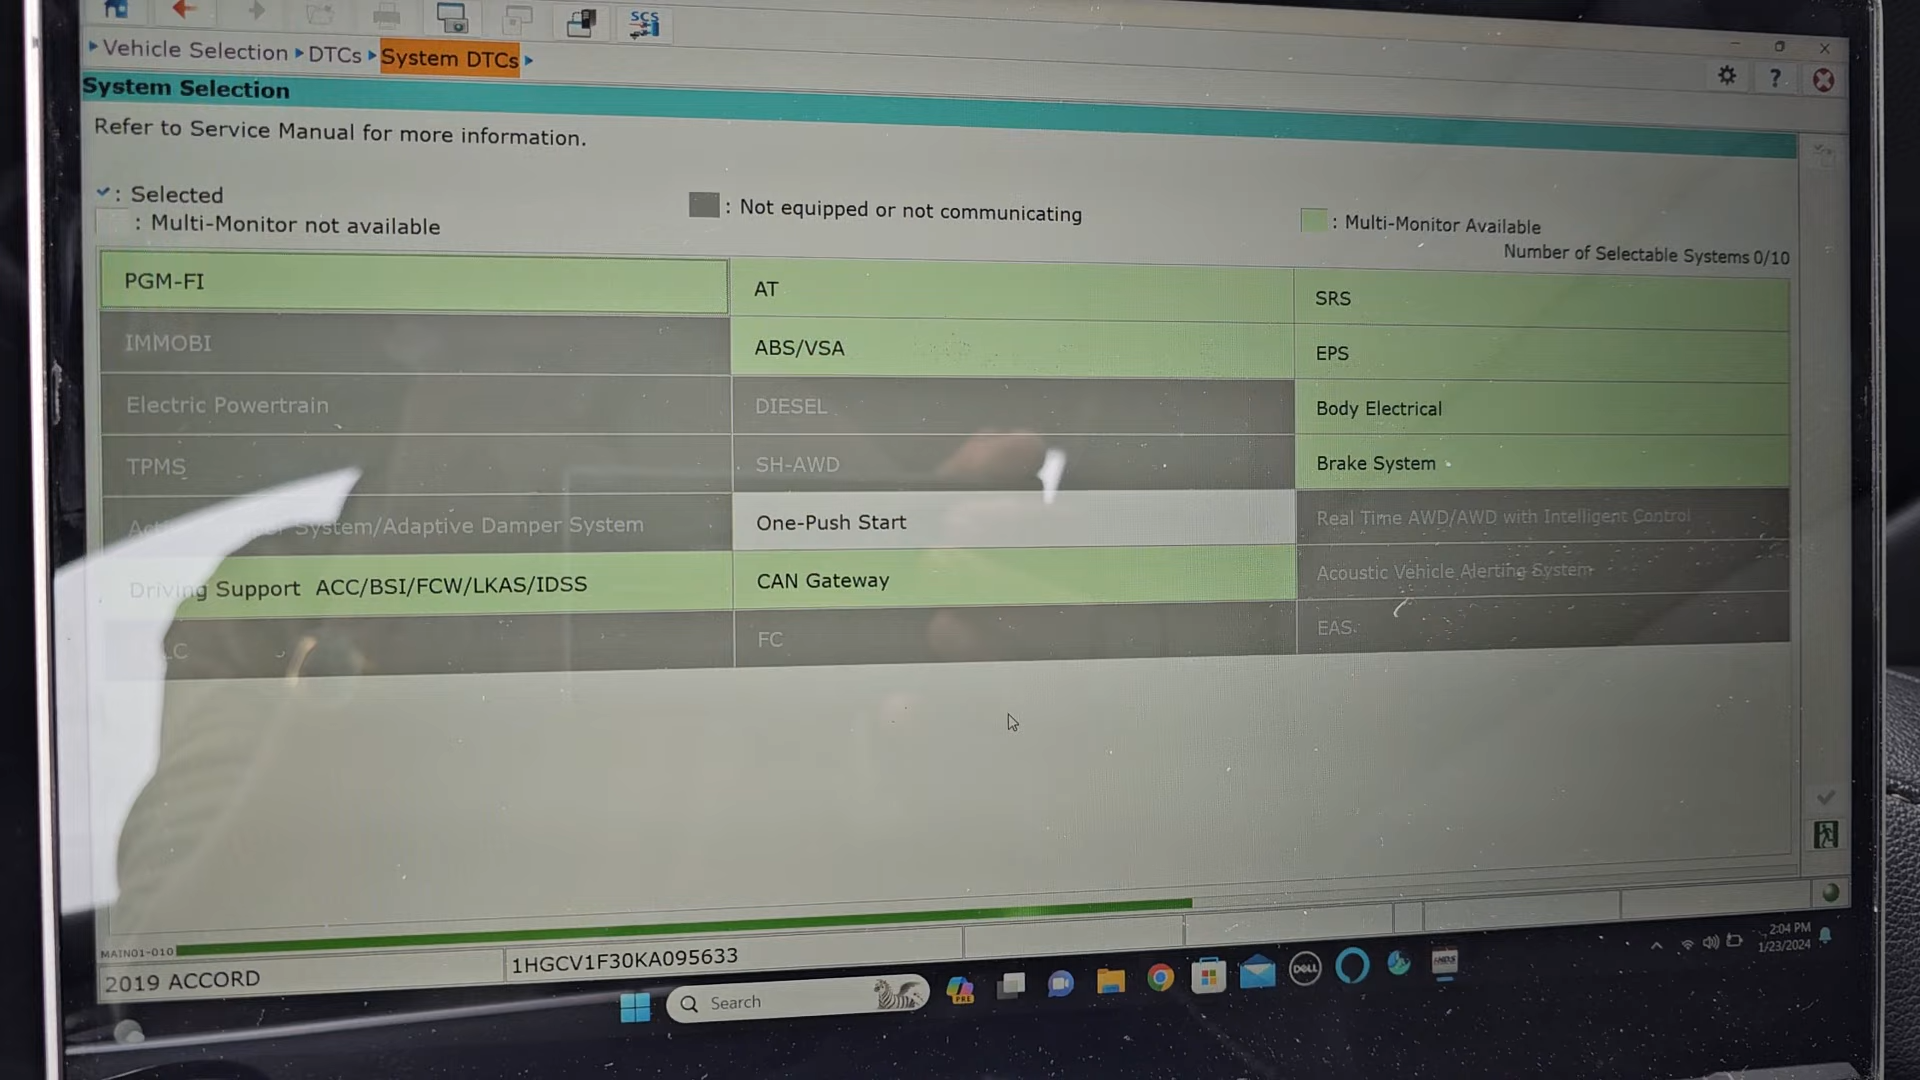 SCS
Vehicle Selection DTCs System DTCs
System Selection
Refer to Service Manual for more information.
: Selected
: Not equipped or not communicating
: Multi-Monitor Available
: Multi-Monitor not available
Number of Selectable Systems 0/10
PGM-FI
AT
SRS
IMMOBI
ABS/VSA
EPS
Electric Powertrain
DIESEL
Body Electrical
TPMS
SH-AWD
Brake System
System/Adaptive Damper System
One-Push Start
Real Time AWD/AWD with Intelligent Control
Driving Support ACC/BSI/FCW/LKAS/IDSS
CAN Gateway
Acoustic Vehicle Alerting System
FC
EAS
MAIN01-010
2019 ACCORD
1HGCV1F30KA095633
Search
PRE
DELL
2:04 PM
1/23/2024